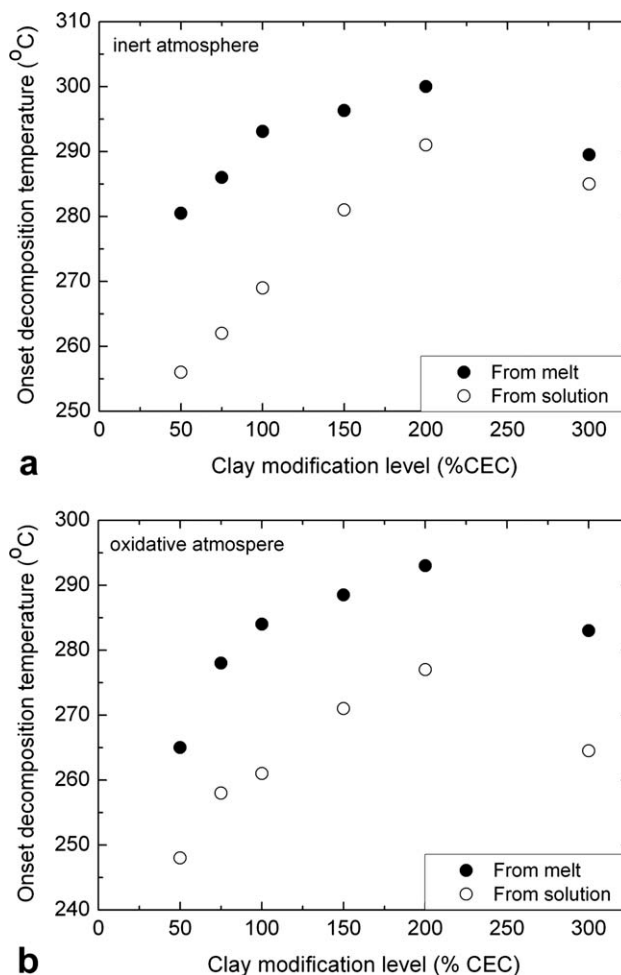 310
300
290
280
270
260
250
Onset decomposition temperature (°C)
inert atmosphere
From melt
From solution
0 50 100 150 200 250 300
Clay modification level (%CEC)
a
300
290
280
270
260
250
240
Onset decomposition temperature (°C)
oxidative atmospere
From melt
From solution
0 50 100 150 200 250 300
Clay modification level (% CEC)
b